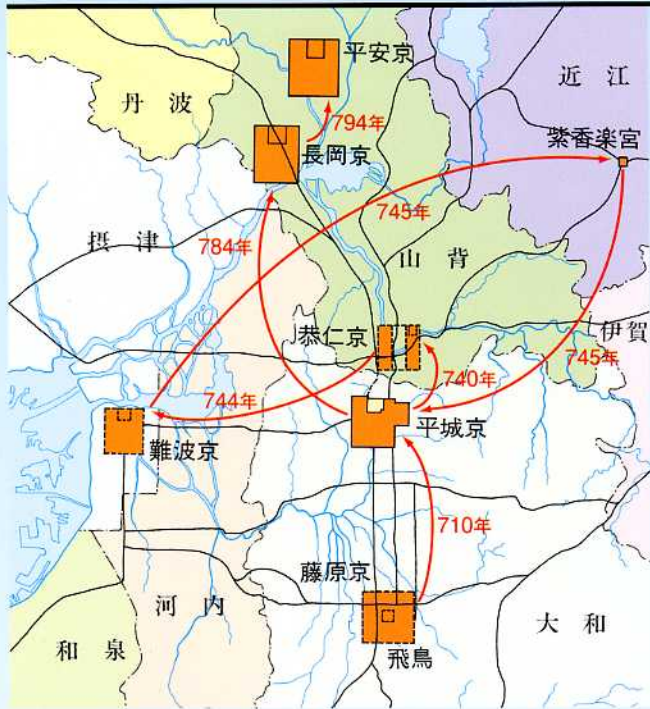 平安京
近江
丹波
794年
紫香楽宮
長岡京
745年
摂津
784年
山背
恭仁京
伊賀
740年
745年
744年
平城京
難波京
710年
藤原京
河内
大和
和泉
飛鳥